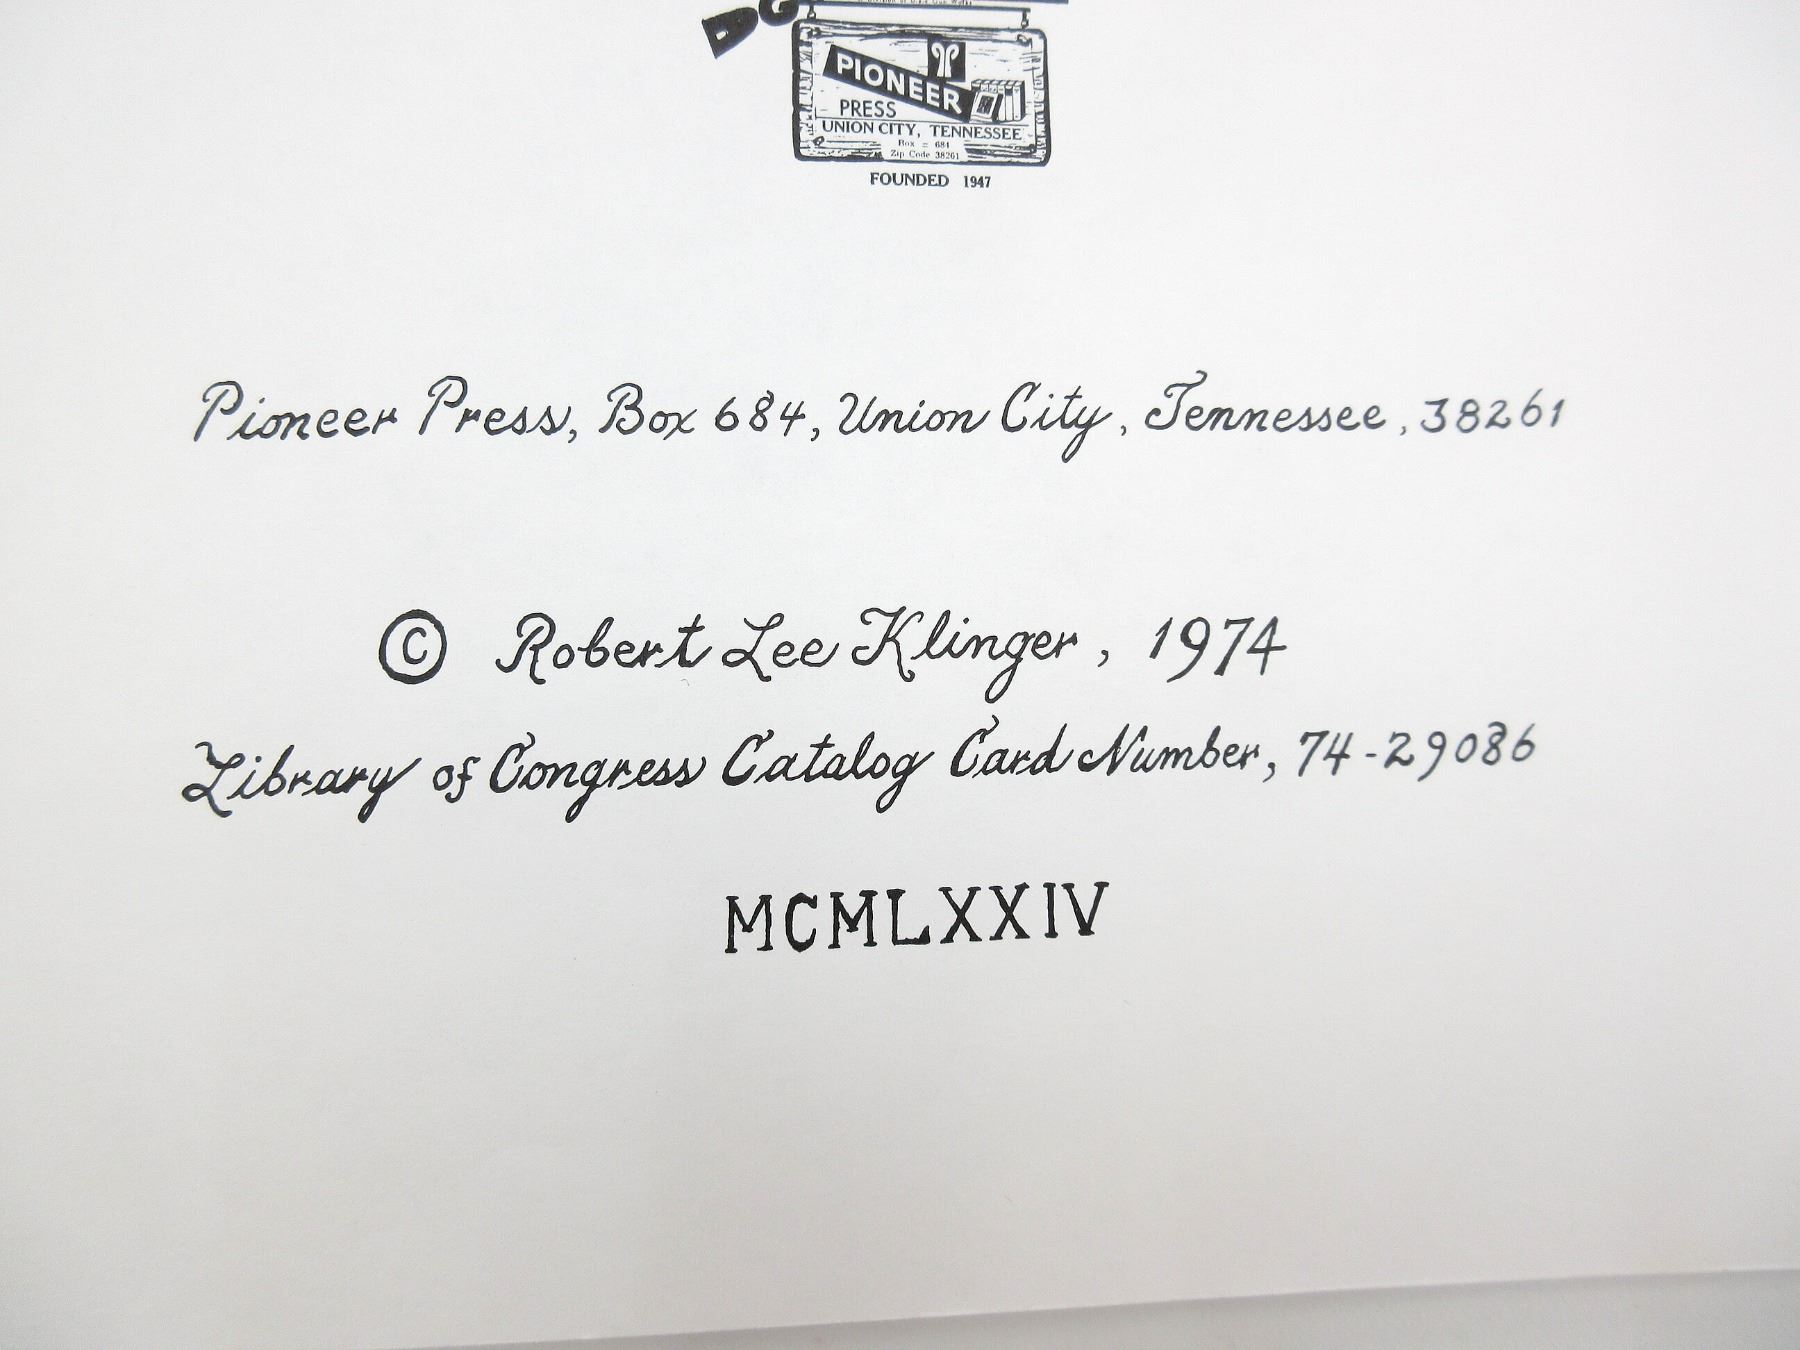 PIONEER
PRESS
UNION CITY, TENNESSEE
Box = 684
Zip Code 38261
FOUNDED 1947
Pioneer Press, Box 684, Union City, Tennessee, 38261
© Robert Lee Klinger, 1974
Library of Congress Catalog Card Number, 74-29086
MCMLXXIV